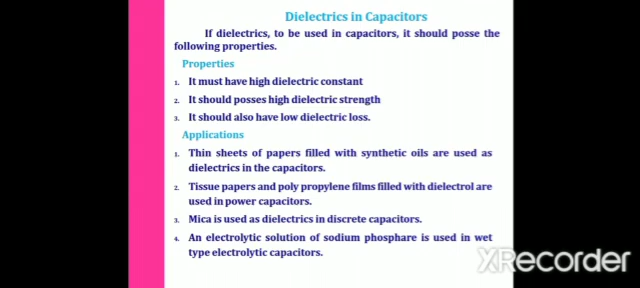 Dielectrics in Capacitors
If dielectrics, to be used in capacitors, it should posse the
following properties.
Properties
1. It must have high dielectric constant
2. It should posses high dielectric strength
3. It should also have low dielectric loss.
Applications
1. Thin sheets of papers filled with synthetic oils are used as
dielectrics in the capacitors.
2. Tissue papers and poly propylene films filled with dielectrol are
used in power capacitors.
3. Mica is used as dielectrics in discrete capacitors.
4. An electrolytic solution of sodium phosphare is used in wet
type electrolytic capacitors.
XRecorder